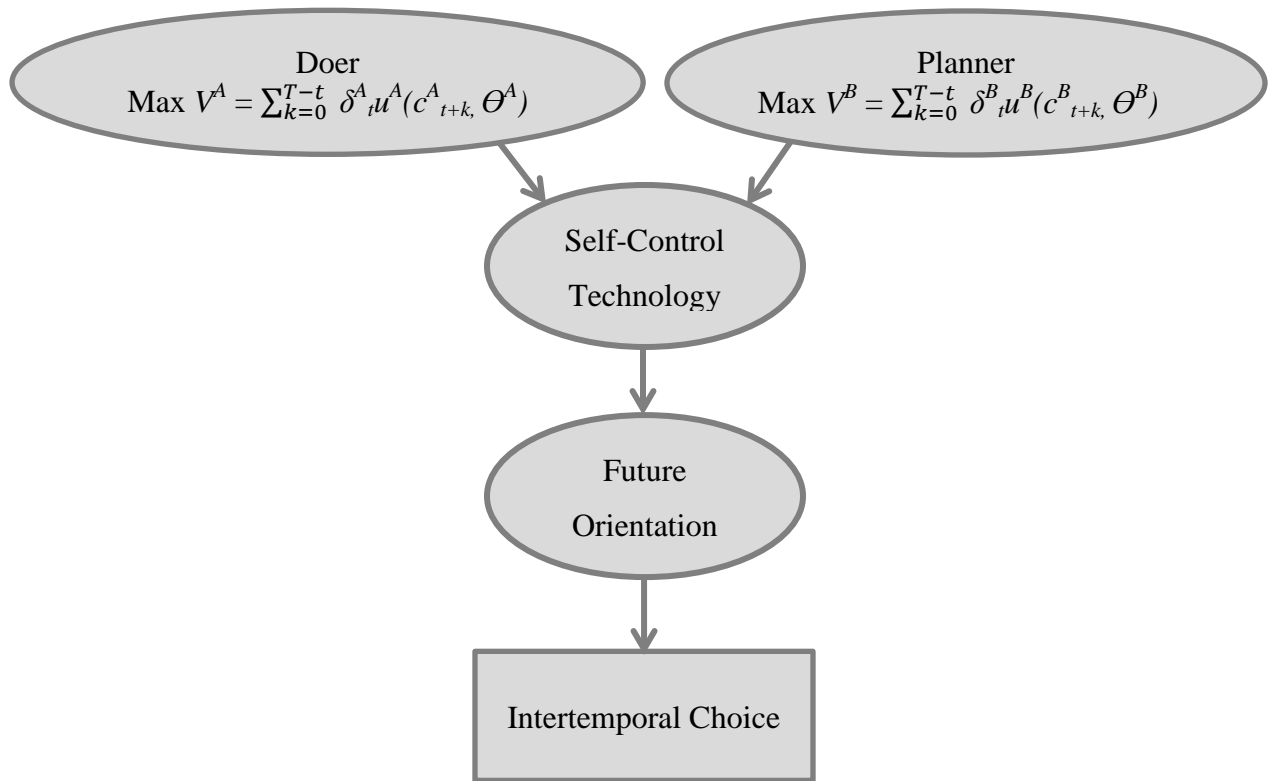 Doer
Max V^A = ∑_{k=0}^{T−t} δ^A_t u^A(c^A_{t+k}, Θ^A)
Planner
Max V^B = ∑_{k=0}^{T−t} δ^B_t u^B(c^B_{t+k}, Θ^B)
Self-Control
Technology
Future
Orientation
Intertemporal Choice